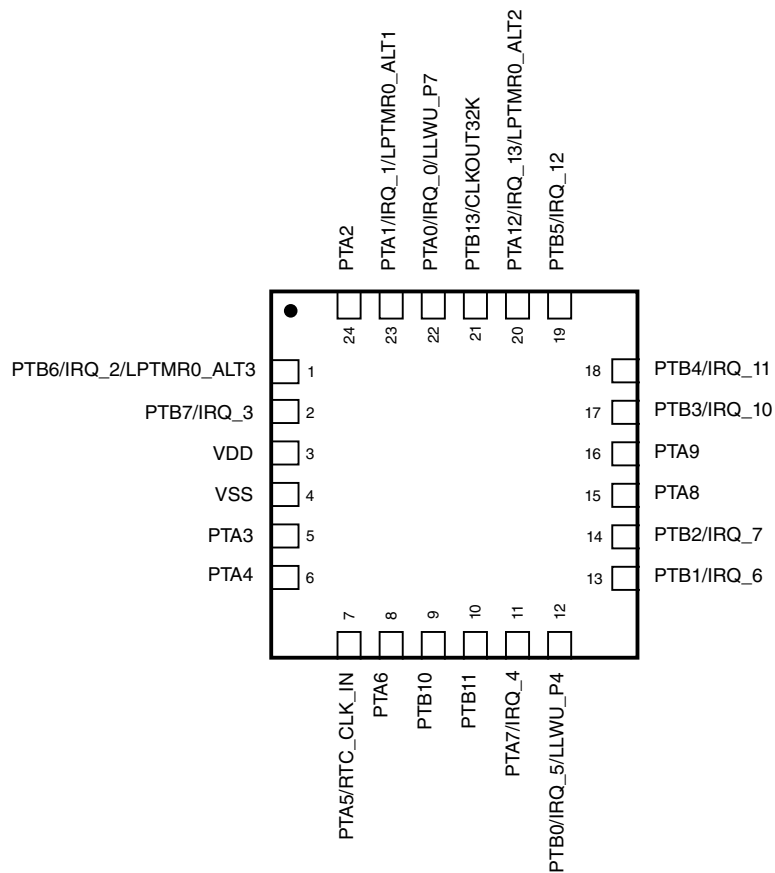 PTA2
PTA1/IRQ_1/LPTMR0_ALT1
PTA0/IRQ_0/LLWU_P7
PTB13/CLKOUT32K
PTA12/IRQ_13/LPTMR0_ALT2
PTB5/IRQ_12
24
23
22
21
20
19
PTB6/IRQ_2/LPTMR0_ALT3 1
PTB7/IRQ_3 2
VDD 3
VSS 4
PTA3 5
PTA4 6
18 PTB4/IRQ_11
17 PTB3/IRQ_10
16 PTA9
15 PTA8
14 PTB2/IRQ_7
13 PTB1/IRQ_6
7
8
9
10
11
12
PTA5/RTC_CLK_IN
PTA6
PTB10
PTB11
PTA7/IRQ_4
PTB0/IRQ_5/LLWU_P4